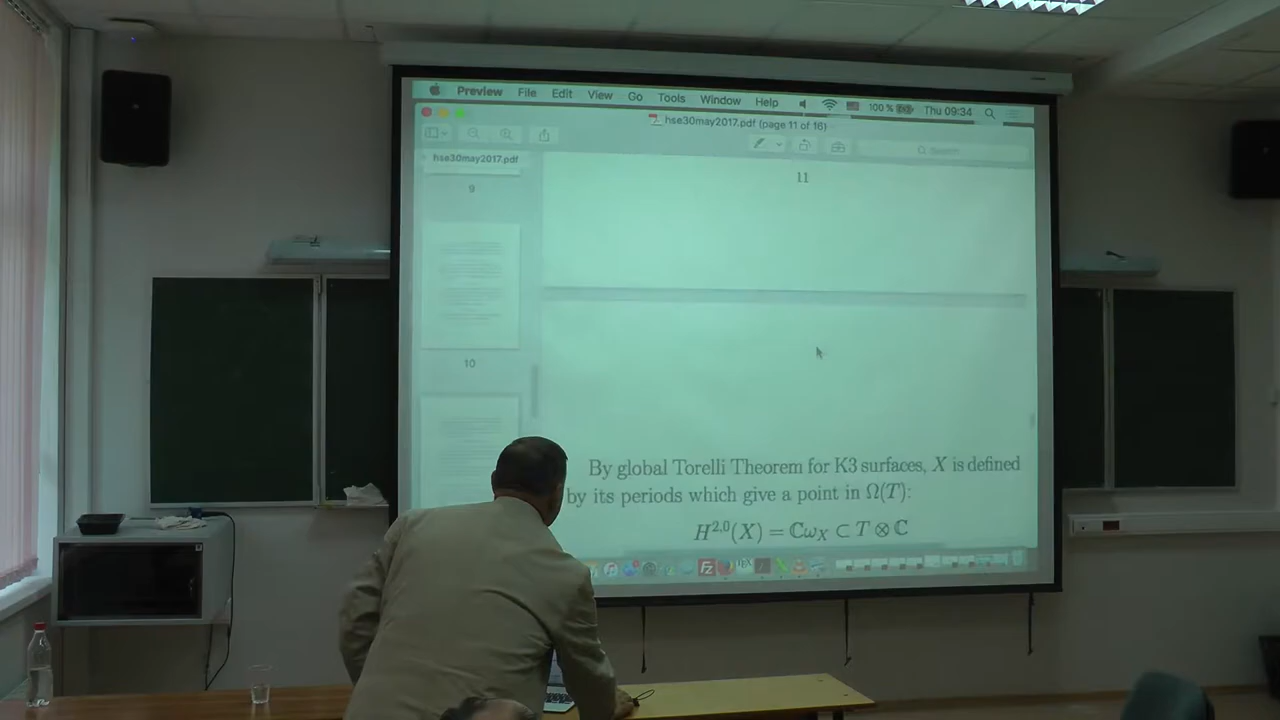 Preview File Edit View Go Tools Window Help 100 % Thu 09:34
hse30may2017.pdf (page 11 of 16)
Search
hse30may2017.pdf
9
10
11
By global Torelli Theorem for K3 surfaces, X is defined
by its periods which give a point in Ω(T):
H^{2,0}(X) = ℂω_X ⊂ T ⊗ ℂ